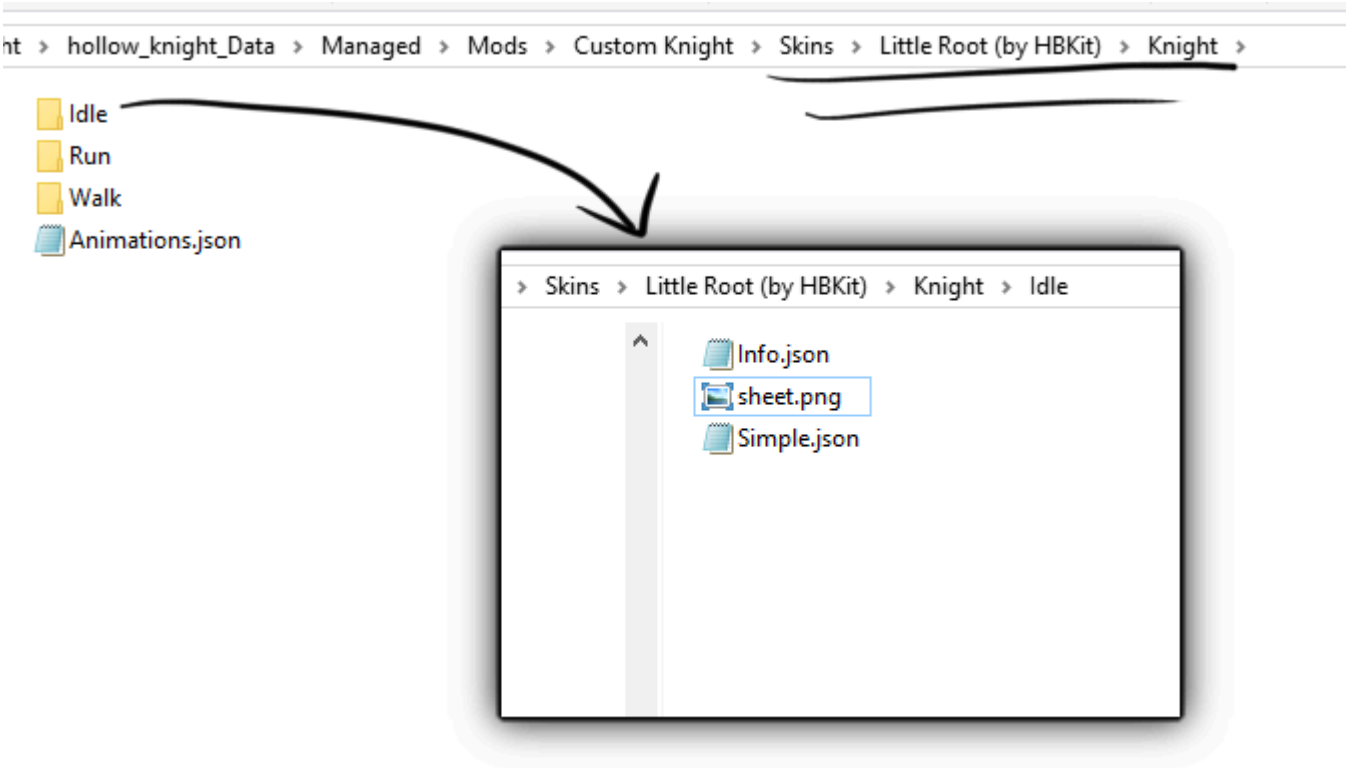 ht > hollow_knight_Data > Managed > Mods > Custom Knight > Skins > Little Root (by HBKit) > Knight >
Idle
Run
Walk
Animations.json
> Skins > Little Root (by HBKit) > Knight > Idle
Info.json
sheet.png
Simple.json